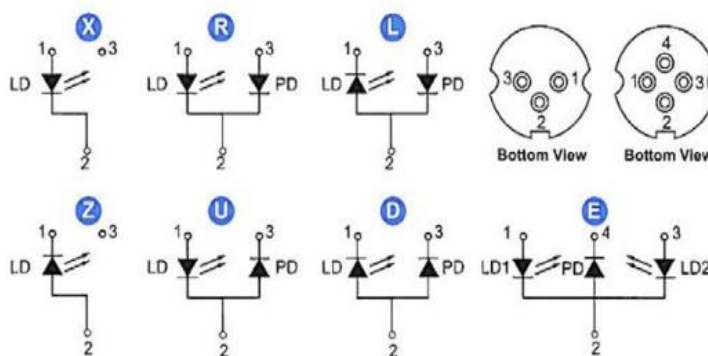 X R L
1 3 1 3 1 3
LD LD PD LD PD
2 2 2
3 1 2
1 4 3 2
Bottom View Bottom View
Z U D E
1 3 1 3 1 3 1 4 3
LD LD PD LD PD LD1 PD LD2
2 2 2 2